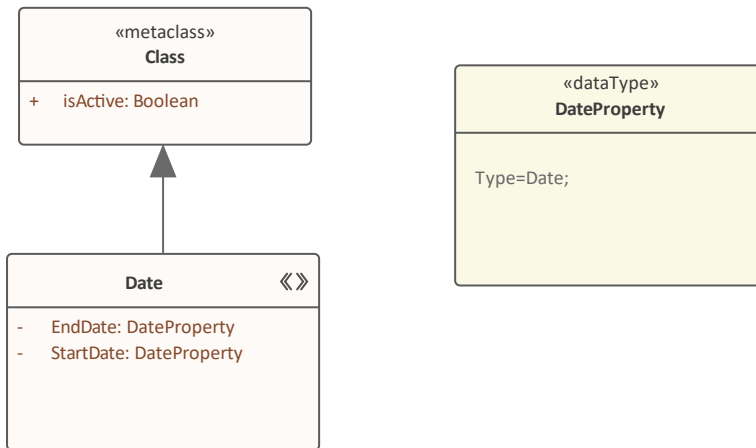 «metaclass»
Class
+ isActive: Boolean
Date
- EndDate: DateProperty
- StartDate: DateProperty
«dataType»
DateProperty
Type=Date;